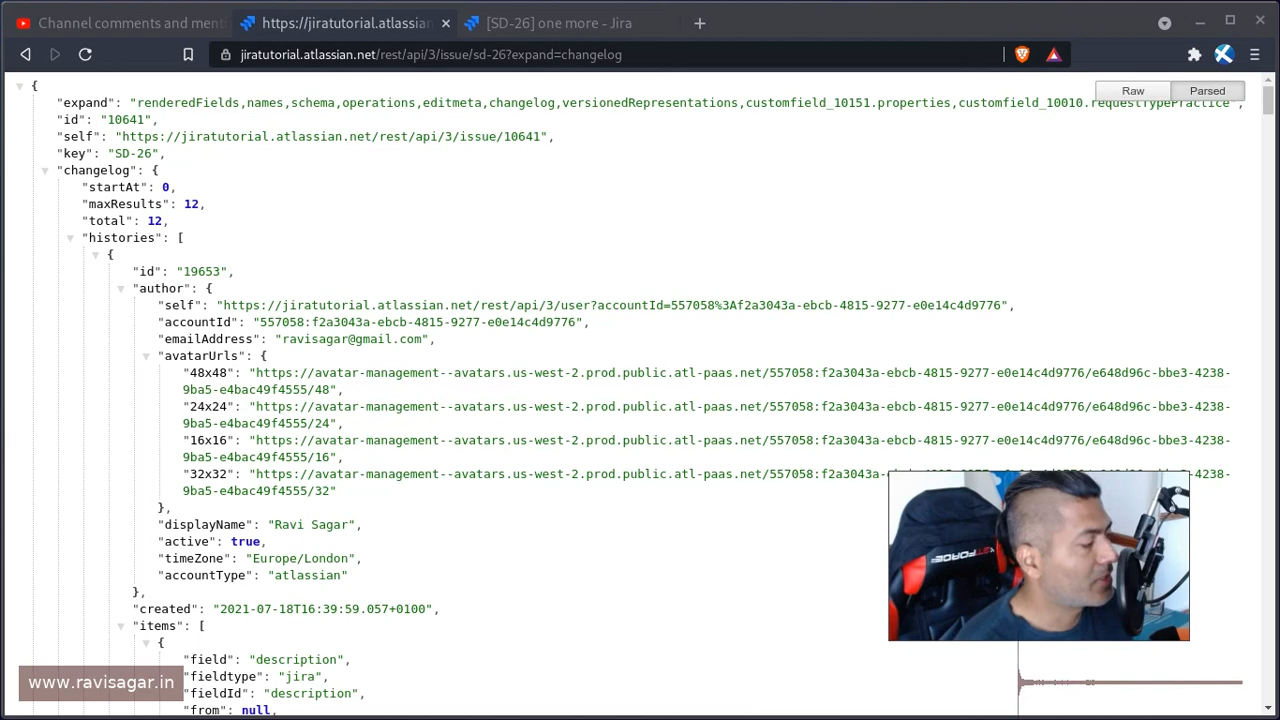 Channel comments and menti
https://jiratutorial.atlassian
[SD-26] one more - Jira
jiratutorial.atlassian.net/rest/api/3/issue/sd-26?expand=changelog
Raw
Parsed
{
"expand": "renderedFields,names,schema,operations,editmeta,changelog,versionedRepresentations,customfield_10151.properties,customfield_10010.requestTypePractice",
"id": "10641",
"self": "https://jiratutorial.atlassian.net/rest/api/3/issue/10641",
"key": "SD-26",
"changelog": {
"startAt": 0,
"maxResults": 12,
"total": 12,
"histories": [
{
"id": "19653",
"author": {
"self": "https://jiratutorial.atlassian.net/rest/api/3/user?accountId=557058%3Af2a3043a-ebcb-4815-9277-e0e14c4d9776",
"accountId": "557058:f2a3043a-ebcb-4815-9277-e0e14c4d9776",
"emailAddress": "ravisagar@gmail.com",
"avatarUrls": {
"48x48": "https://avatar-management--avatars.us-west-2.prod.public.atl-paas.net/557058:f2a3043a-ebcb-4815-9277-e0e14c4d9776/e648d96c-bbe3-4238-
9ba5-e4bac49f4555/48",
"24x24": "https://avatar-management--avatars.us-west-2.prod.public.atl-paas.net/557058:f2a3043a-ebcb-4815-9277-e0e14c4d9776/e648d96c-bbe3-4238-
9ba5-e4bac49f4555/24",
"16x16": "https://avatar-management--avatars.us-west-2.prod.public.atl-paas.net/557058:f2a3043a-ebcb-4815-9277-e0e14c4d9776/e648d96c-bbe3-4238-
9ba5-e4bac49f4555/16",
"32x32": "https://avatar-management--avatars.us-west-2.prod.public.atl-paas.net/557058:f2a3043a-ebcb-4815-9277-e0e14c4d9776/e648d96c-bbe3-4238-
9ba5-e4bac49f4555/32"
},
"displayName": "Ravi Sagar",
"active": true,
"timeZone": "Europe/London",
"accountType": "atlassian"
},
"created": "2021-07-18T16:39:59.057+0100",
"items": [
{
"field": "description",
"fieldtype": "jira",
"fieldId": "description",
"from": null,
www.ravisagar.in